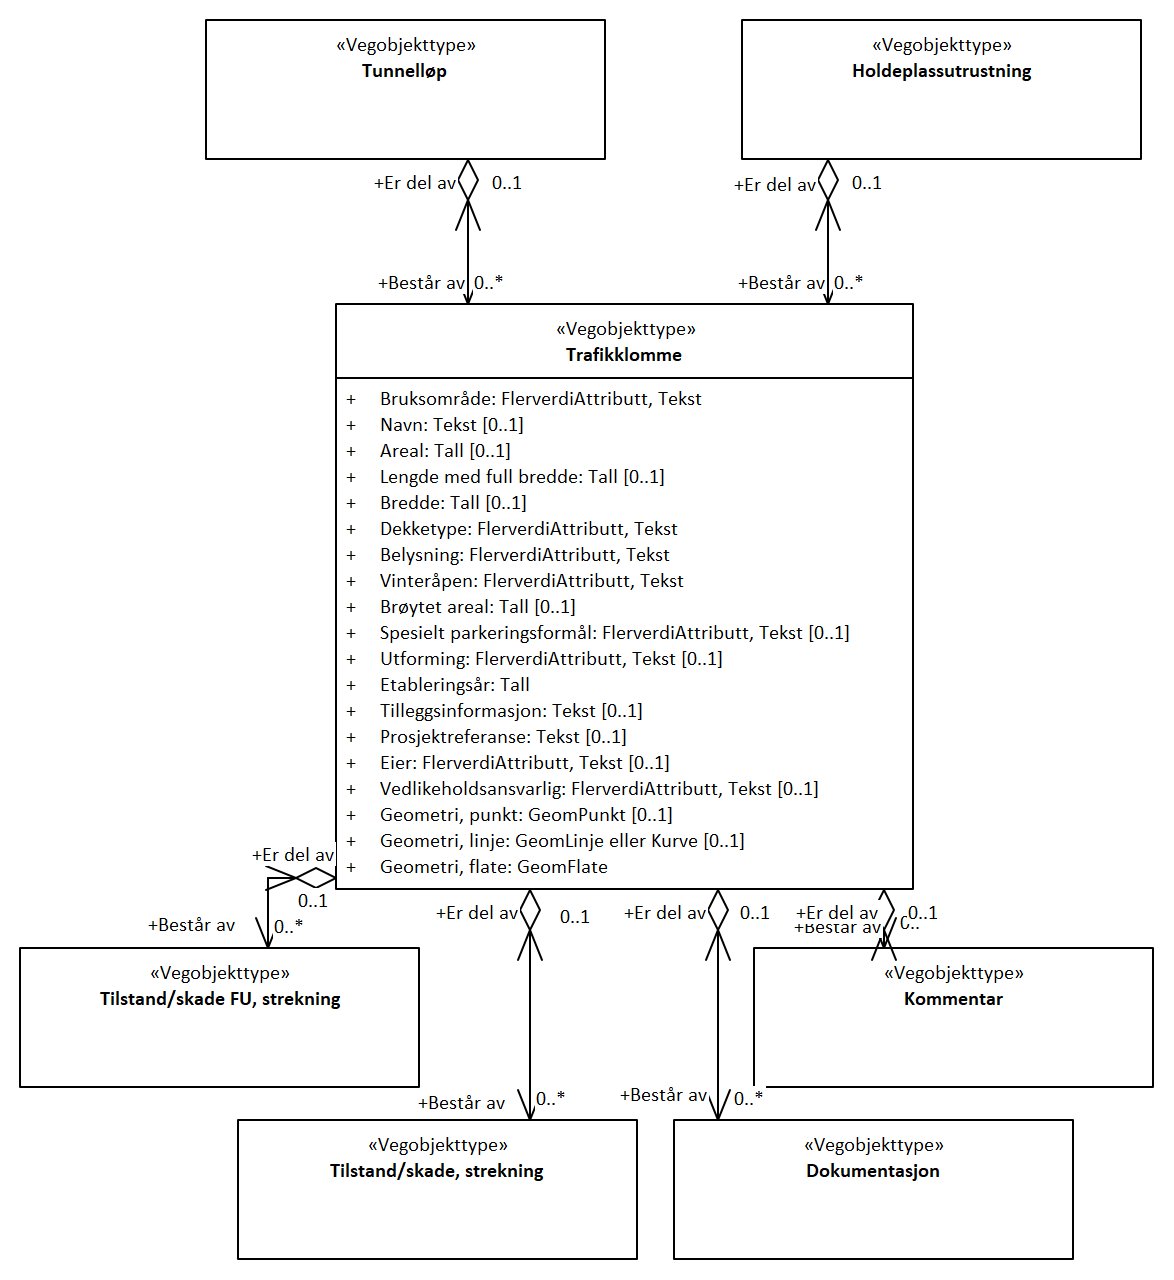 «Vegobjekttype»
Tunnelløp
«Vegobjekttype»
Holdeplassutrustning
+Er del av
0..1
+Er del av
0..1
+Består av
0..*
+Består av
0..*
«Vegobjekttype»
Trafikklomme
+ Bruksområde: FlerverdiAttributt, Tekst
+ Navn: Tekst [0..1]
+ Areal: Tall [0..1]
+ Lengde med full bredde: Tall [0..1]
+ Bredde: Tall [0..1]
+ Dekketype: FlerverdiAttributt, Tekst
+ Belysning: FlerverdiAttributt, Tekst
+ Vinteråpen: FlerverdiAttributt, Tekst
+ Brøytet areal: Tall [0..1]
+ Spesielt parkeringsformål: FlerverdiAttributt, Tekst [0..1]
+ Utforming: FlerverdiAttributt, Tekst [0..1]
+ Etableringsår: Tall
+ Tilleggsinformasjon: Tekst [0..1]
+ Prosjektreferanse: Tekst [0..1]
+ Eier: FlerverdiAttributt, Tekst [0..1]
+ Vedlikeholdsansvarlig: FlerverdiAttributt, Tekst [0..1]
+ Geometri, punkt: GeomPunkt [0..1]
+ Geometri, linje: GeomLinje eller Kurve [0..1]
+ Geometri, flate: GeomFlate
+Er del av
0..1
+Består av
0..*
+Er del av
0..1
+Er del av
0..1
+Er del av
0..1
+Består av
0..
«Vegobjekttype»
Tilstand/skade FU, strekning
«Vegobjekttype»
Kommentar
+Består av
0..*
+Består av
0..*
«Vegobjekttype»
Tilstand/skade, strekning
«Vegobjekttype»
Dokumentasjon